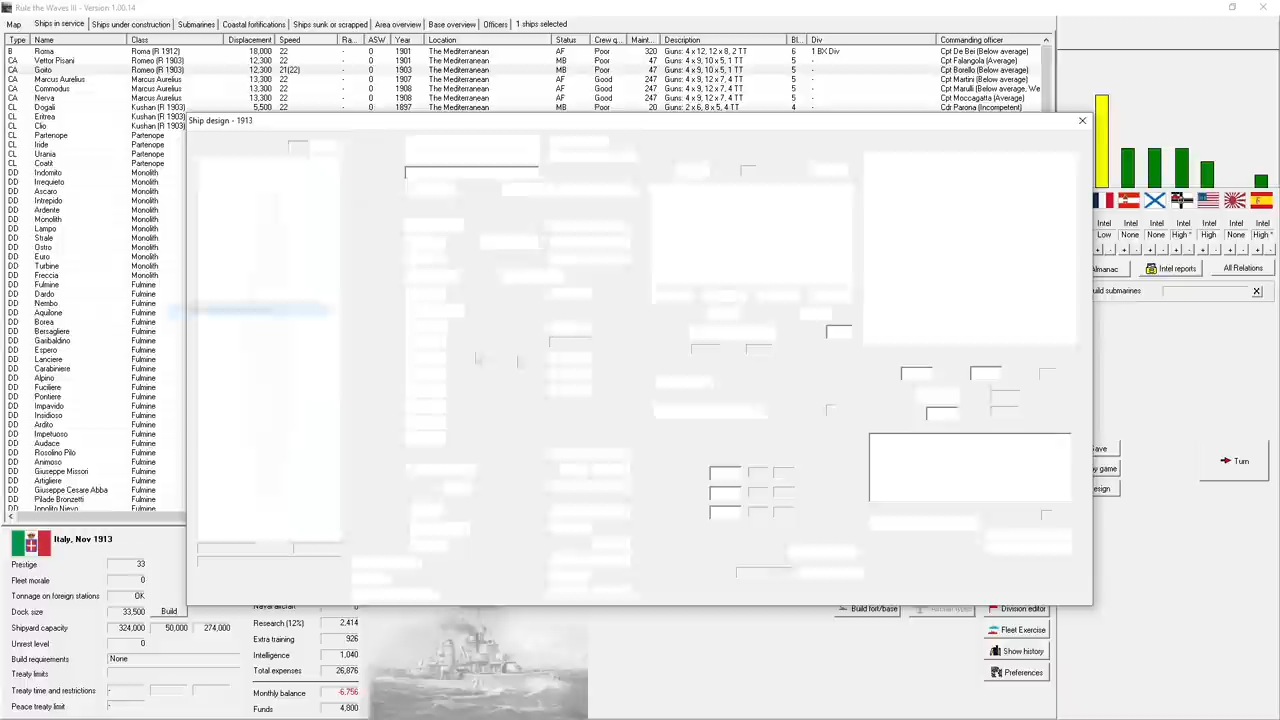 Rule the Waves III - Version 1.00.14
Map Ships in service Ships under construction Submarines Coastal fortifications Ships sunk or scrapped Area overview Base overview Officers 1 ships selected
Type Name Class Displacement Speed Ra... ASW Year Location Status Crew q... Maint... Description Bl... Div Commanding officer
B Roma Roma (R 1912) 18,000 22 - 0 1901 The Mediterranean AF Poor 320 Guns: 4 x 12, 12 x 8, 2 TT 6 1 BX Div Cpt De Bei (Below average)
CA Vettor Pisani Romeo (R 1903) 12,300 22 - 0 1901 The Mediterranean MB Poor 47 Guns: 4 x 9, 10 x 5, 1 TT 5 - Cpt Falangola (Average)
CA Goito Romeo (R 1903) 12,300 21(22) - 0 1903 The Mediterranean MB Poor 47 Guns: 4 x 9, 10 x 5, 1 TT 5 - Cpt Borello (Below average)
CA Marcus Aurelius Marcus Aurelius 13,300 22 - 0 1907 The Mediterranean AF Good 247 Guns: 4 x 9, 12 x 7, 4 TT 5 - Cpt Martini (Below average)
CA Commodus Marcus Aurelius 13,300 22 - 0 1908 The Mediterranean AF Good 247 Guns: 4 x 9, 12 x 7, 4 TT 5 - Cpt Marulli (Below average, We
CA Nerva Marcus Aurelius 13,300 22 - 0 1908 The Mediterranean AF Good 247 Guns: 4 x 9, 12 x 7, 4 TT 5 - Cpt Moccagatta (Average)
CL Dogali Kushan (R 1903) 5,500 22 - 0 1897 The Mediterranean MB Poor 20 Guns: 2 x 6, 8 x 5, 4 TT 4 - Cdr Parona (Incompetent)
CL Eritrea Kushan (R 1903)
CL Clio Kushan (R 1903)
CL Partenope Partenope
CL Iride Partenope
CL Urania Partenope
CL Coatit Partenope
DD Indomito Monolith
DD Irrequieto Monolith
DD Ascaro Monolith
DD Intrepido Monolith
DD Ardente Monolith
DD Monolith Monolith
DD Lampo Monolith
DD Strale Monolith
DD Ostro Monolith
DD Euro Monolith
DD Turbine Monolith
DD Freccia Monolith
DD Fulmine Fulmine
DD Dardo Fulmine
DD Nembo Fulmine
DD Aquilone Fulmine
DD Borea Fulmine
DD Bersagliere Fulmine
DD Garibaldino Fulmine
DD Espero Fulmine
DD Lanciere Fulmine
DD Carabiniere Fulmine
DD Alpino Fulmine
DD Fuciliere Fulmine
DD Pontiere Fulmine
DD Impavido Fulmine
DD Insidioso Fulmine
DD Ardito Fulmine
DD Impetuoso Fulmine
DD Audace Fulmine
DD Rosolino Pilo Fulmine
DD Animoso Fulmine
DD Giuseppe Missori Fulmine
DD Artigliere Fulmine
DD Giuseppe Cesare Abba Fulmine
DD Pilade Bronzetti Fulmine
DD Ippolito Nievo Fulmine
Ship design - 1913
Intel Intel Intel Intel Intel Intel Intel
Low None None High * High None High *
Almanac Intel reports All Relations
uild submarines
ave
y game
esign
Turn
Italy, Nov 1913
Prestige 33
Fleet morale 0
Tonnage on foreign stations OK
Dock size 33,500 Build
Shipyard capacity 324,000 50,000 274,000
Unrest level 0
Build requirements None
Treaty limits
Treaty time and restrictions -
Peace treaty limit -
Naval aircraft 0
Research (12%) 2,414
Extra training 926
Intelligence 1,040
Total expenses 26,876
Monthly balance -6,756
Funds 4,800
Build fort/base Aircraft types Division editor
Fleet Exercise
Show history
Preferences